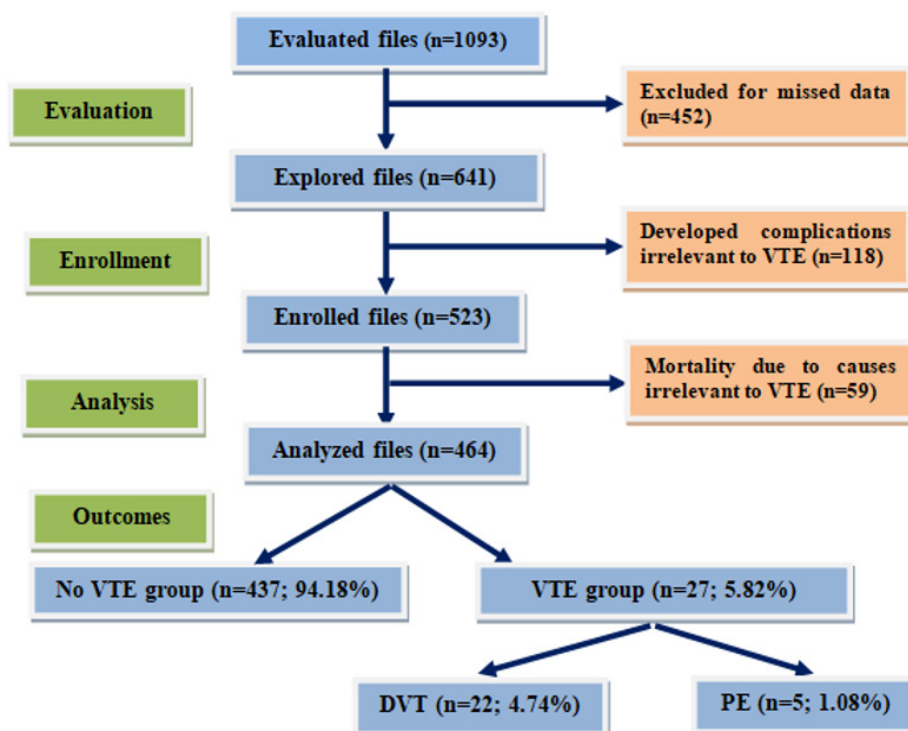 Evaluated files (n=1093)
Evaluation
Excluded for missed data
(n=452)
Explored files (n=641)
Enrollment
Developed complications
irrelevant to VTE (n=118)
Enrolled files (n=523)
Analysis
Mortality due to causes
irrelevant to VTE (n=59)
Analyzed files (n=464)
Outcomes
No VTE group (n=437; 94.18%)
VTE group (n=27; 5.82%)
DVT (n=22; 4.74%)
PE (n=5; 1.08%)